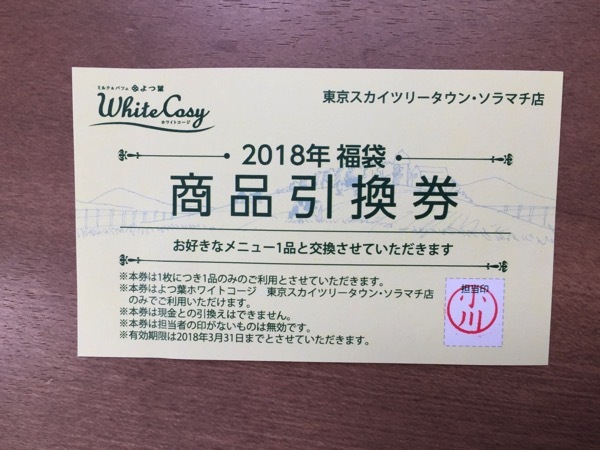 ミルク&パフェ よつ葉
White Cosy
ホワイトコージ
東京スカイツリータウン・ソラマチ店
2018年 福袋
商品引換券
お好きなメニュー1品と交換させていただきます
※本券は1枚につき1品のみのご利用とさせていただきます。
※本券はよつ葉ホワイトコージ 東京スカイツリータウン・ソラマチ店
のみでご利用いただけます。
※本券は現金との引換えはできません。
※本券は担当者の印がないものは無効です。
※有効期限は2018年3月31日までとさせていただきます。
担当印
小川